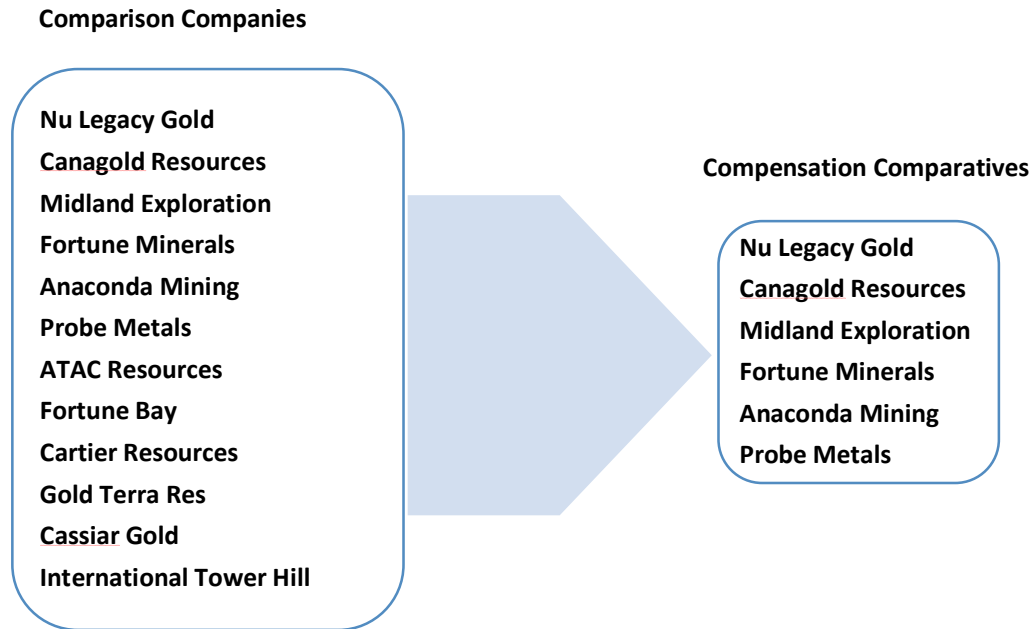 Comparison Companies
Nu Legacy Gold
Canagold Resources
Midland Exploration
Fortune Minerals
Anaconda Mining
Probe Metals
ATAC Resources
Fortune Bay
Cartier Resources
Gold Terra Res
Cassiar Gold
International Tower Hill
Compensation Comparatives
Nu Legacy Gold
Canagold Resources
Midland Exploration
Fortune Minerals
Anaconda Mining
Probe Metals